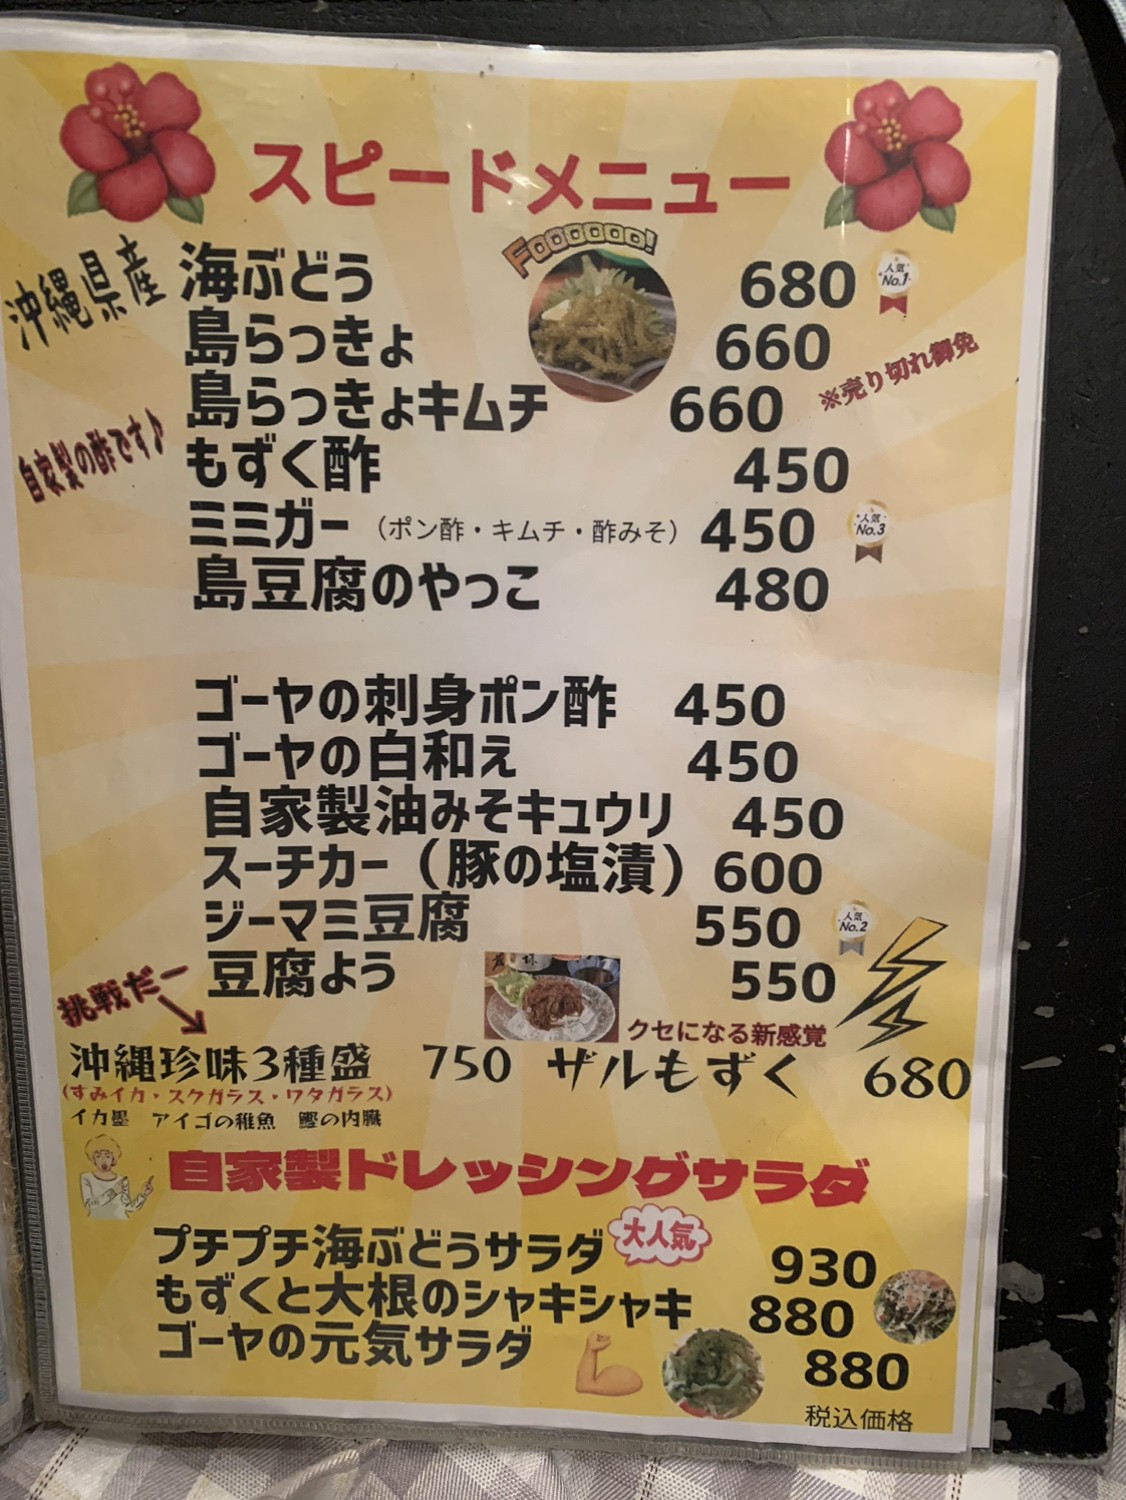 スピードメニュー
Foooooo!
沖縄県産 海ぶどう 680 人気No.1
島らっきょ 660
※売り切れ御免
島らっきょキムチ 660
自家製の酢です♪ もずく酢 450
ミミガー（ポン酢・キムチ・酢みそ） 450 人気No.3
島豆腐のやっこ 480
ゴーヤの刺身ポン酢 450
ゴーヤの白和え 450
自家製油みそキュウリ 450
スーチカー（豚の塩漬） 600
ジーマミ豆腐 550 人気No.2
豆腐よう 550
挑戦だー
クセになる新感覚
沖縄珍味3種盛 750 ザルもずく 680
(すみイカ・スクガラス・ワタガラス)
イカ墨 アイゴの稚魚 鰹の内臓
自家製ドレッシングサラダ
プチプチ海ぶどうサラダ 大人気 930
もずくと大根のシャキシャキ 880
ゴーヤの元気サラダ 880
税込価格